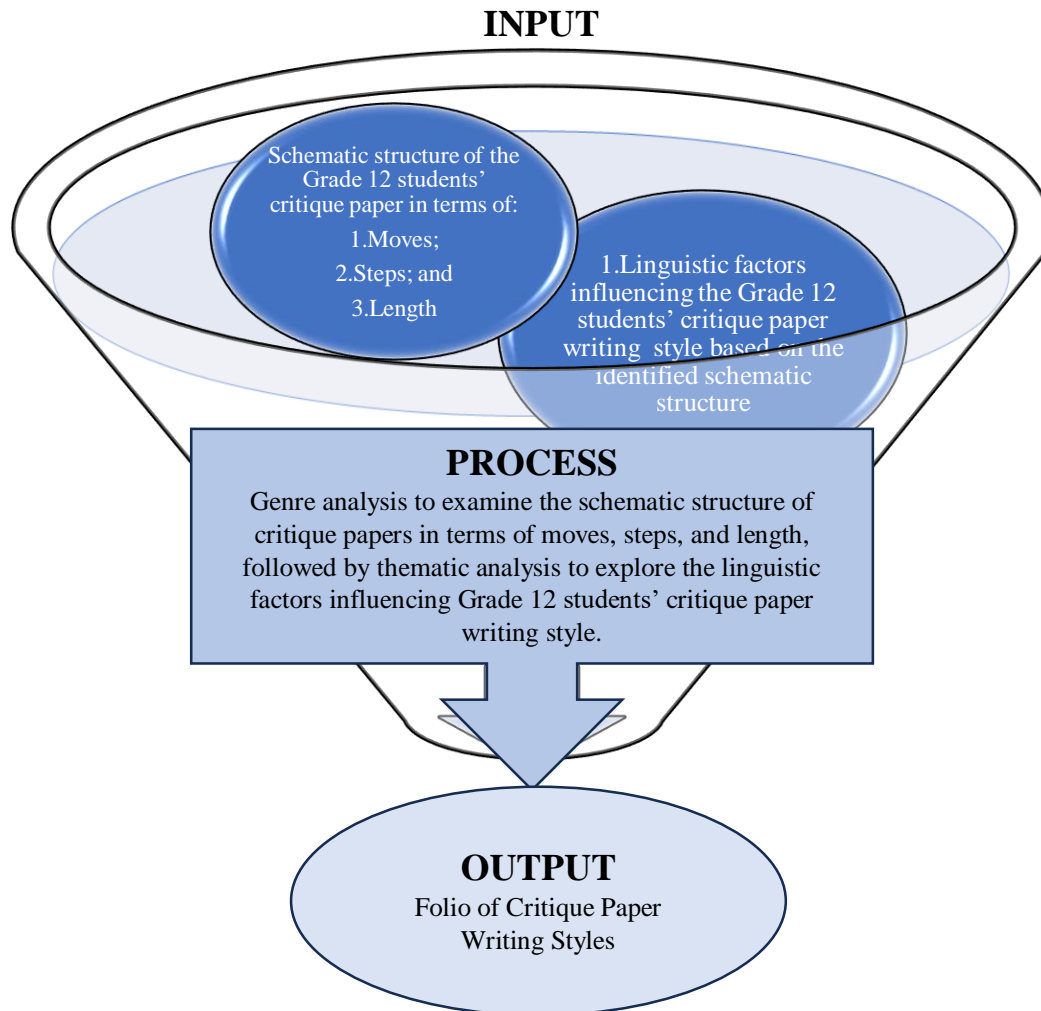 INPUT
Schematic structure of the
Grade 12 students’
critique paper in terms of:
1.Moves;
2.Steps; and
3.Length
1.Linguistic factors
influencing the Grade 12
students’ critique paper
writing style based on the
identified schematic
structure
PROCESS
Genre analysis to examine the schematic structure of
critique papers in terms of moves, steps, and length,
followed by thematic analysis to explore the linguistic
factors influencing Grade 12 students’ critique paper
writing style.
OUTPUT
Folio of Critique Paper
Writing Styles